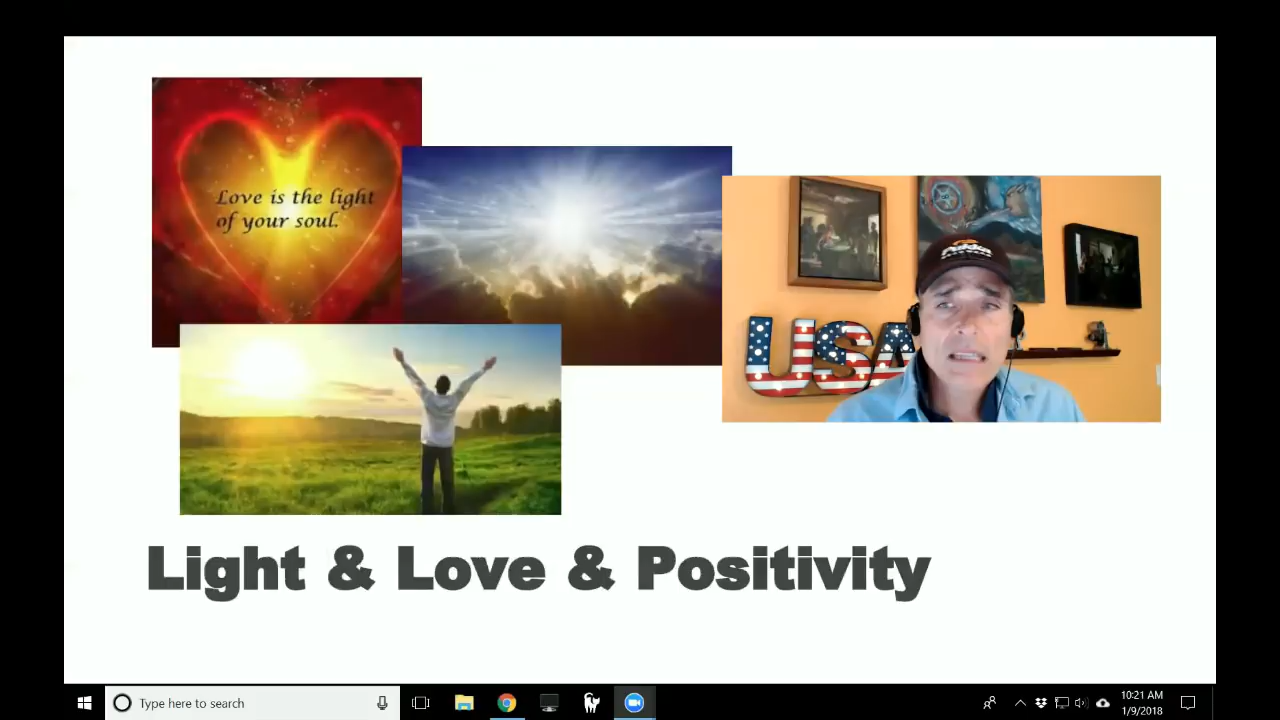 Love is the light
of your soul.
USA
Light & Love & Positivity
Type here to search
10:21 AM
1/9/2018